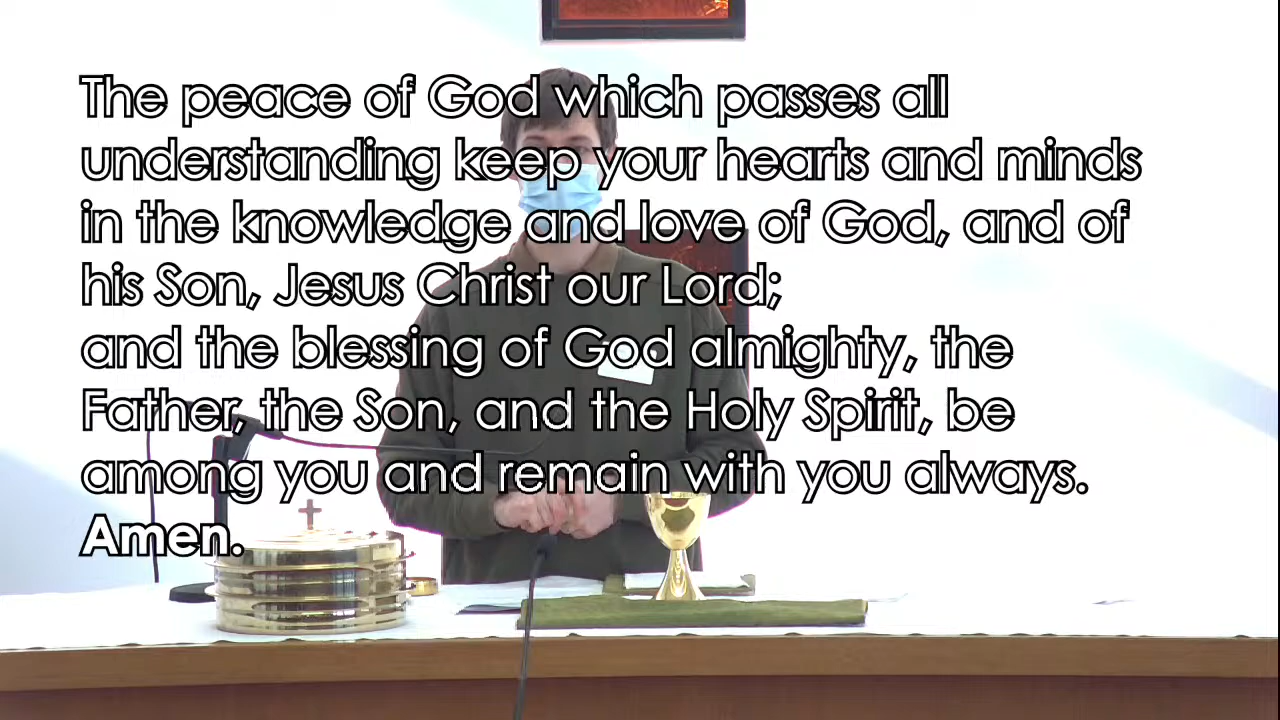 The peace of God which passes all
understanding keep your hearts and minds
in the knowledge and love of God, and of
his Son, Jesus Christ our Lord;
and the blessing of God almighty, the
Father, the Son, and the Holy Spirit, be
among you and remain with you always.
Amen.